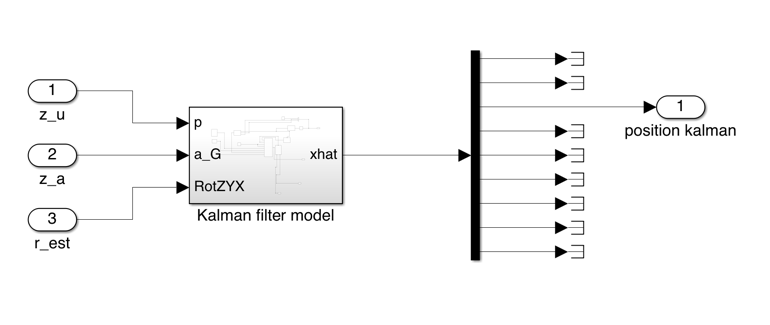 1
z_u
2
z_a
3
r_est
p
a_G
RotZYX
xhat
Kalman filter model
1
position kalman